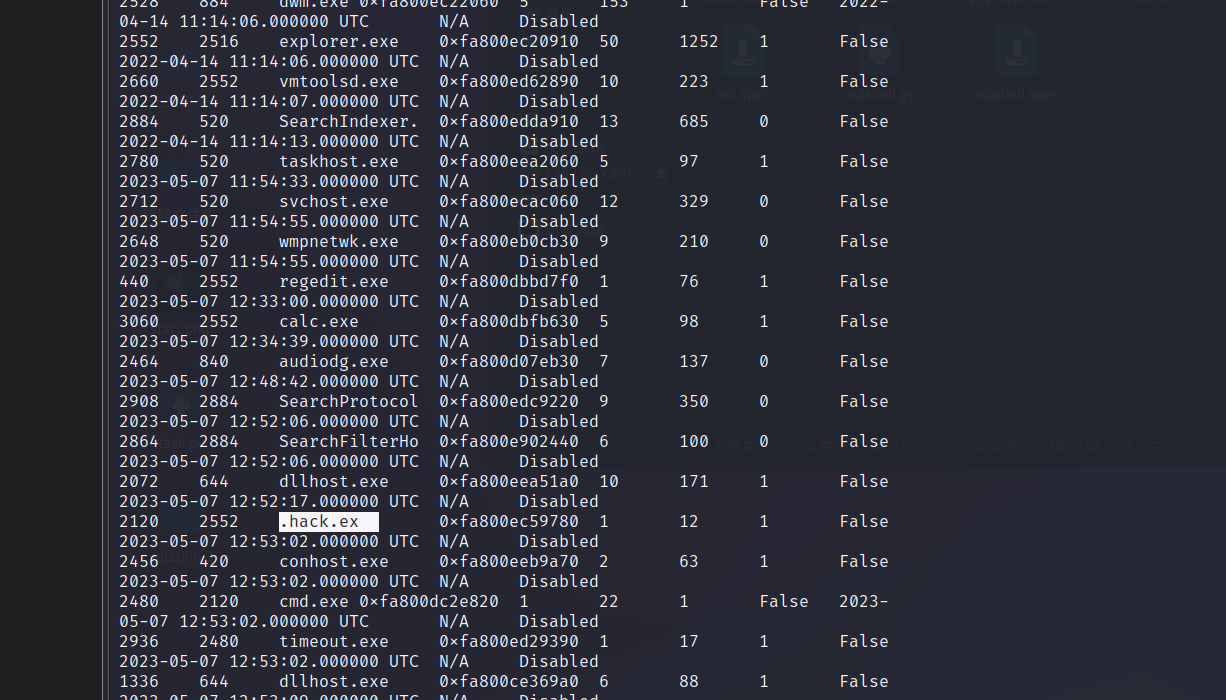 2528    884     dwm.exe 0×fa800ec22060  5       153     1       False   2022-
04-14 11:14:06.000000 UTC       N/A     Disabled
2552    2516    explorer.exe    0×fa800ec20910  50      1252    1       False
2022-04-14 11:14:06.000000 UTC  N/A     Disabled
2660    2552    vmtoolsd.exe    0×fa800ed62890  10      223     1       False
2022-04-14 11:14:07.000000 UTC  N/A     Disabled
2884    520     SearchIndexer.  0×fa800edda910  13      685     0       False
2022-04-14 11:14:13.000000 UTC  N/A     Disabled
2780    520     taskhost.exe    0×fa800eea2060  5       97      1       False
2023-05-07 11:54:33.000000 UTC  N/A     Disabled
2712    520     svchost.exe     0×fa800ecac060  12      329     0       False
2023-05-07 11:54:55.000000 UTC  N/A     Disabled
2648    520     wmpnetwk.exe    0×fa800eb0cb30  9       210     0       False
2023-05-07 11:54:55.000000 UTC  N/A     Disabled
440     2552    regedit.exe     0×fa800dbbd7f0  1       76      1       False
2023-05-07 12:33:00.000000 UTC  N/A     Disabled
3060    2552    calc.exe        0×fa800dbfb630  5       98      1       False
2023-05-07 12:34:39.000000 UTC  N/A     Disabled
2464    840     audiodg.exe     0×fa800d07eb30  7       137     0       False
2023-05-07 12:48:42.000000 UTC  N/A     Disabled
2908    2884    SearchProtocol  0×fa800edc9220  9       350     0       False
2023-05-07 12:52:06.000000 UTC  N/A     Disabled
2864    2884    SearchFilterHo  0×fa800e902440  6       100     0       False
2023-05-07 12:52:06.000000 UTC  N/A     Disabled
2072    644     dllhost.exe     0×fa800eea51a0  10      171     1       False
2023-05-07 12:52:17.000000 UTC  N/A     Disabled
2120    2552    .hack.ex        0×fa800ec59780  1       12      1       False
2023-05-07 12:53:02.000000 UTC  N/A     Disabled
2456    420     conhost.exe     0×fa800eeb9a70  2       63      1       False
2023-05-07 12:53:02.000000 UTC  N/A     Disabled
2480    2120    cmd.exe 0×fa800dc2e820  1       22      1       False   2023-
05-07 12:53:02.000000 UTC       N/A     Disabled
2936    2480    timeout.exe     0×fa800ed29390  1       17      1       False
2023-05-07 12:53:02.000000 UTC  N/A     Disabled
1336    644     dllhost.exe     0×fa800ce369a0  6       88      1       False
2023-05-07 12:53:09.000000 UTC  N/A     Disabled
vol.spec
volshell.py
volshell.spec